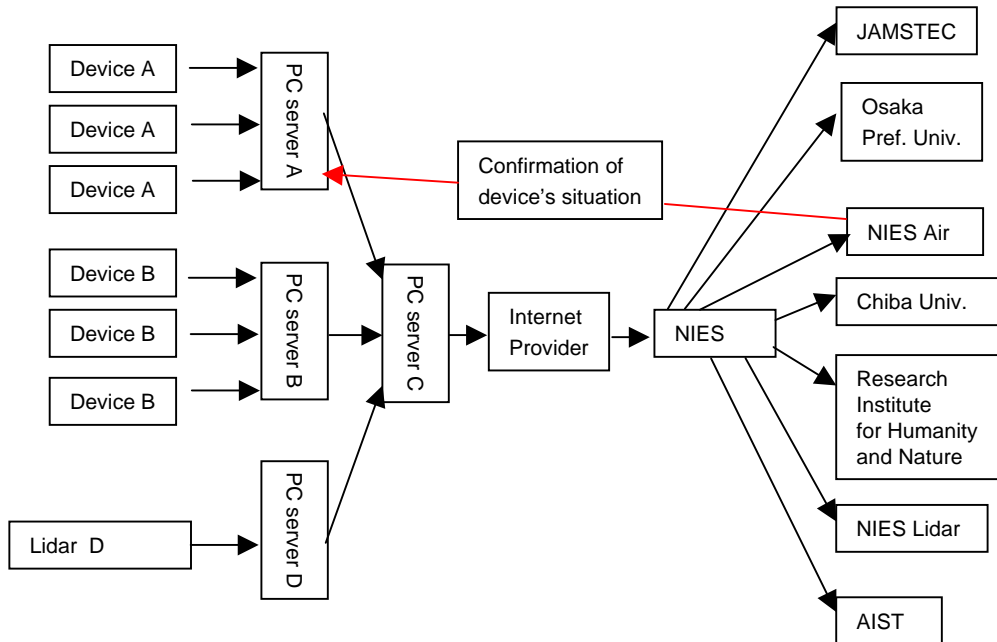 Device A
Device A
Device A
PC server A
Device B
Device B
Device B
PC server B
Lidar D
PC server D
PC server C
Confirmation of
device's situation
Internet
Provider
NIES
JAMSTEC
Osaka
Pref. Univ.
NIES Air
Chiba Univ.
Research
Institute
for Humanity
and Nature
NIES Lidar
AIST